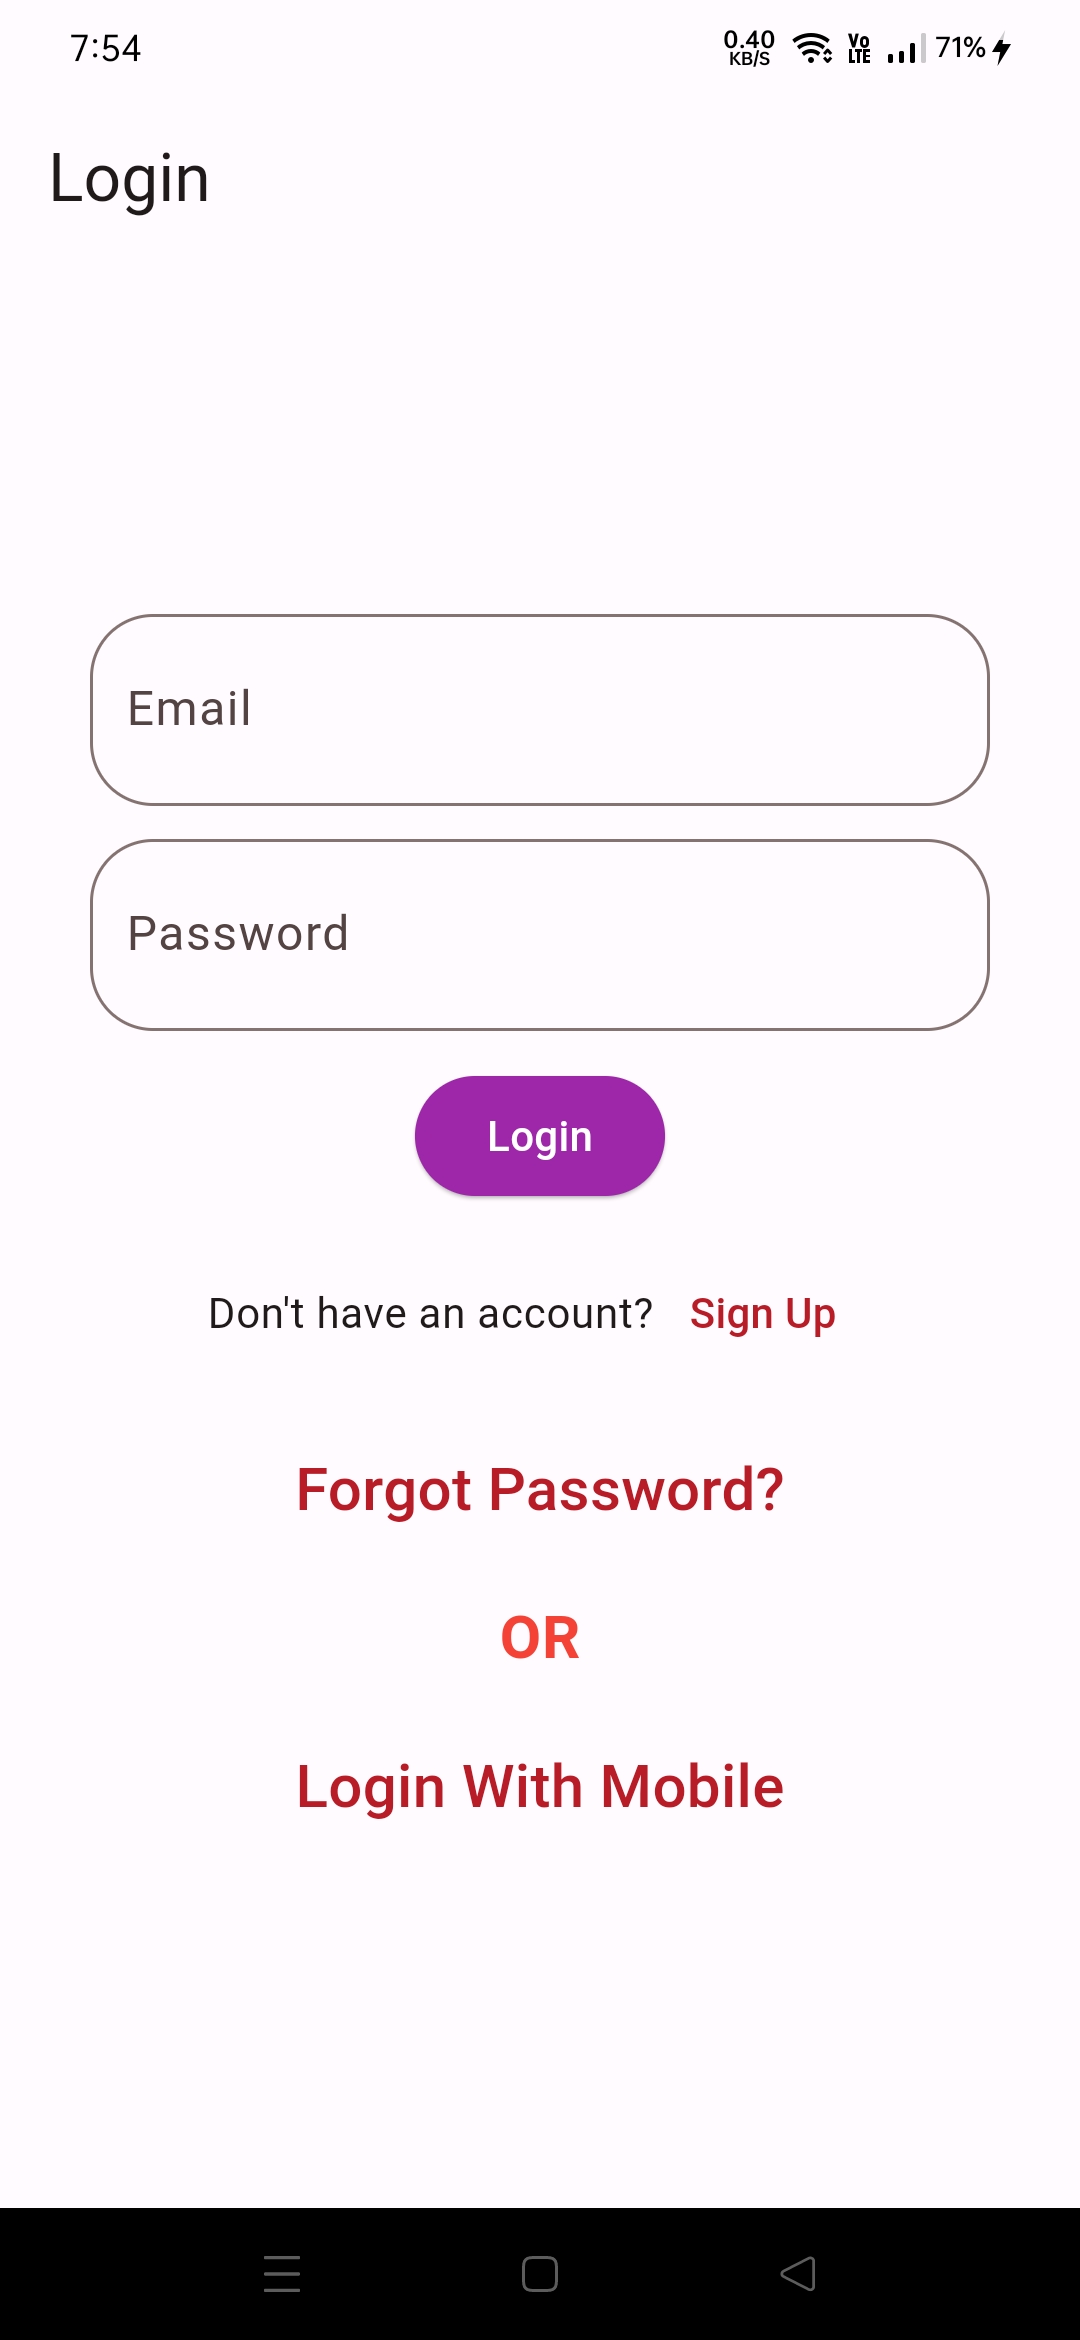 7:54 0.40 KB/S Vo LTE 71%
Login
Email
Password
Login
Don't have an account? Sign Up
Forgot Password?
OR
Login With Mobile